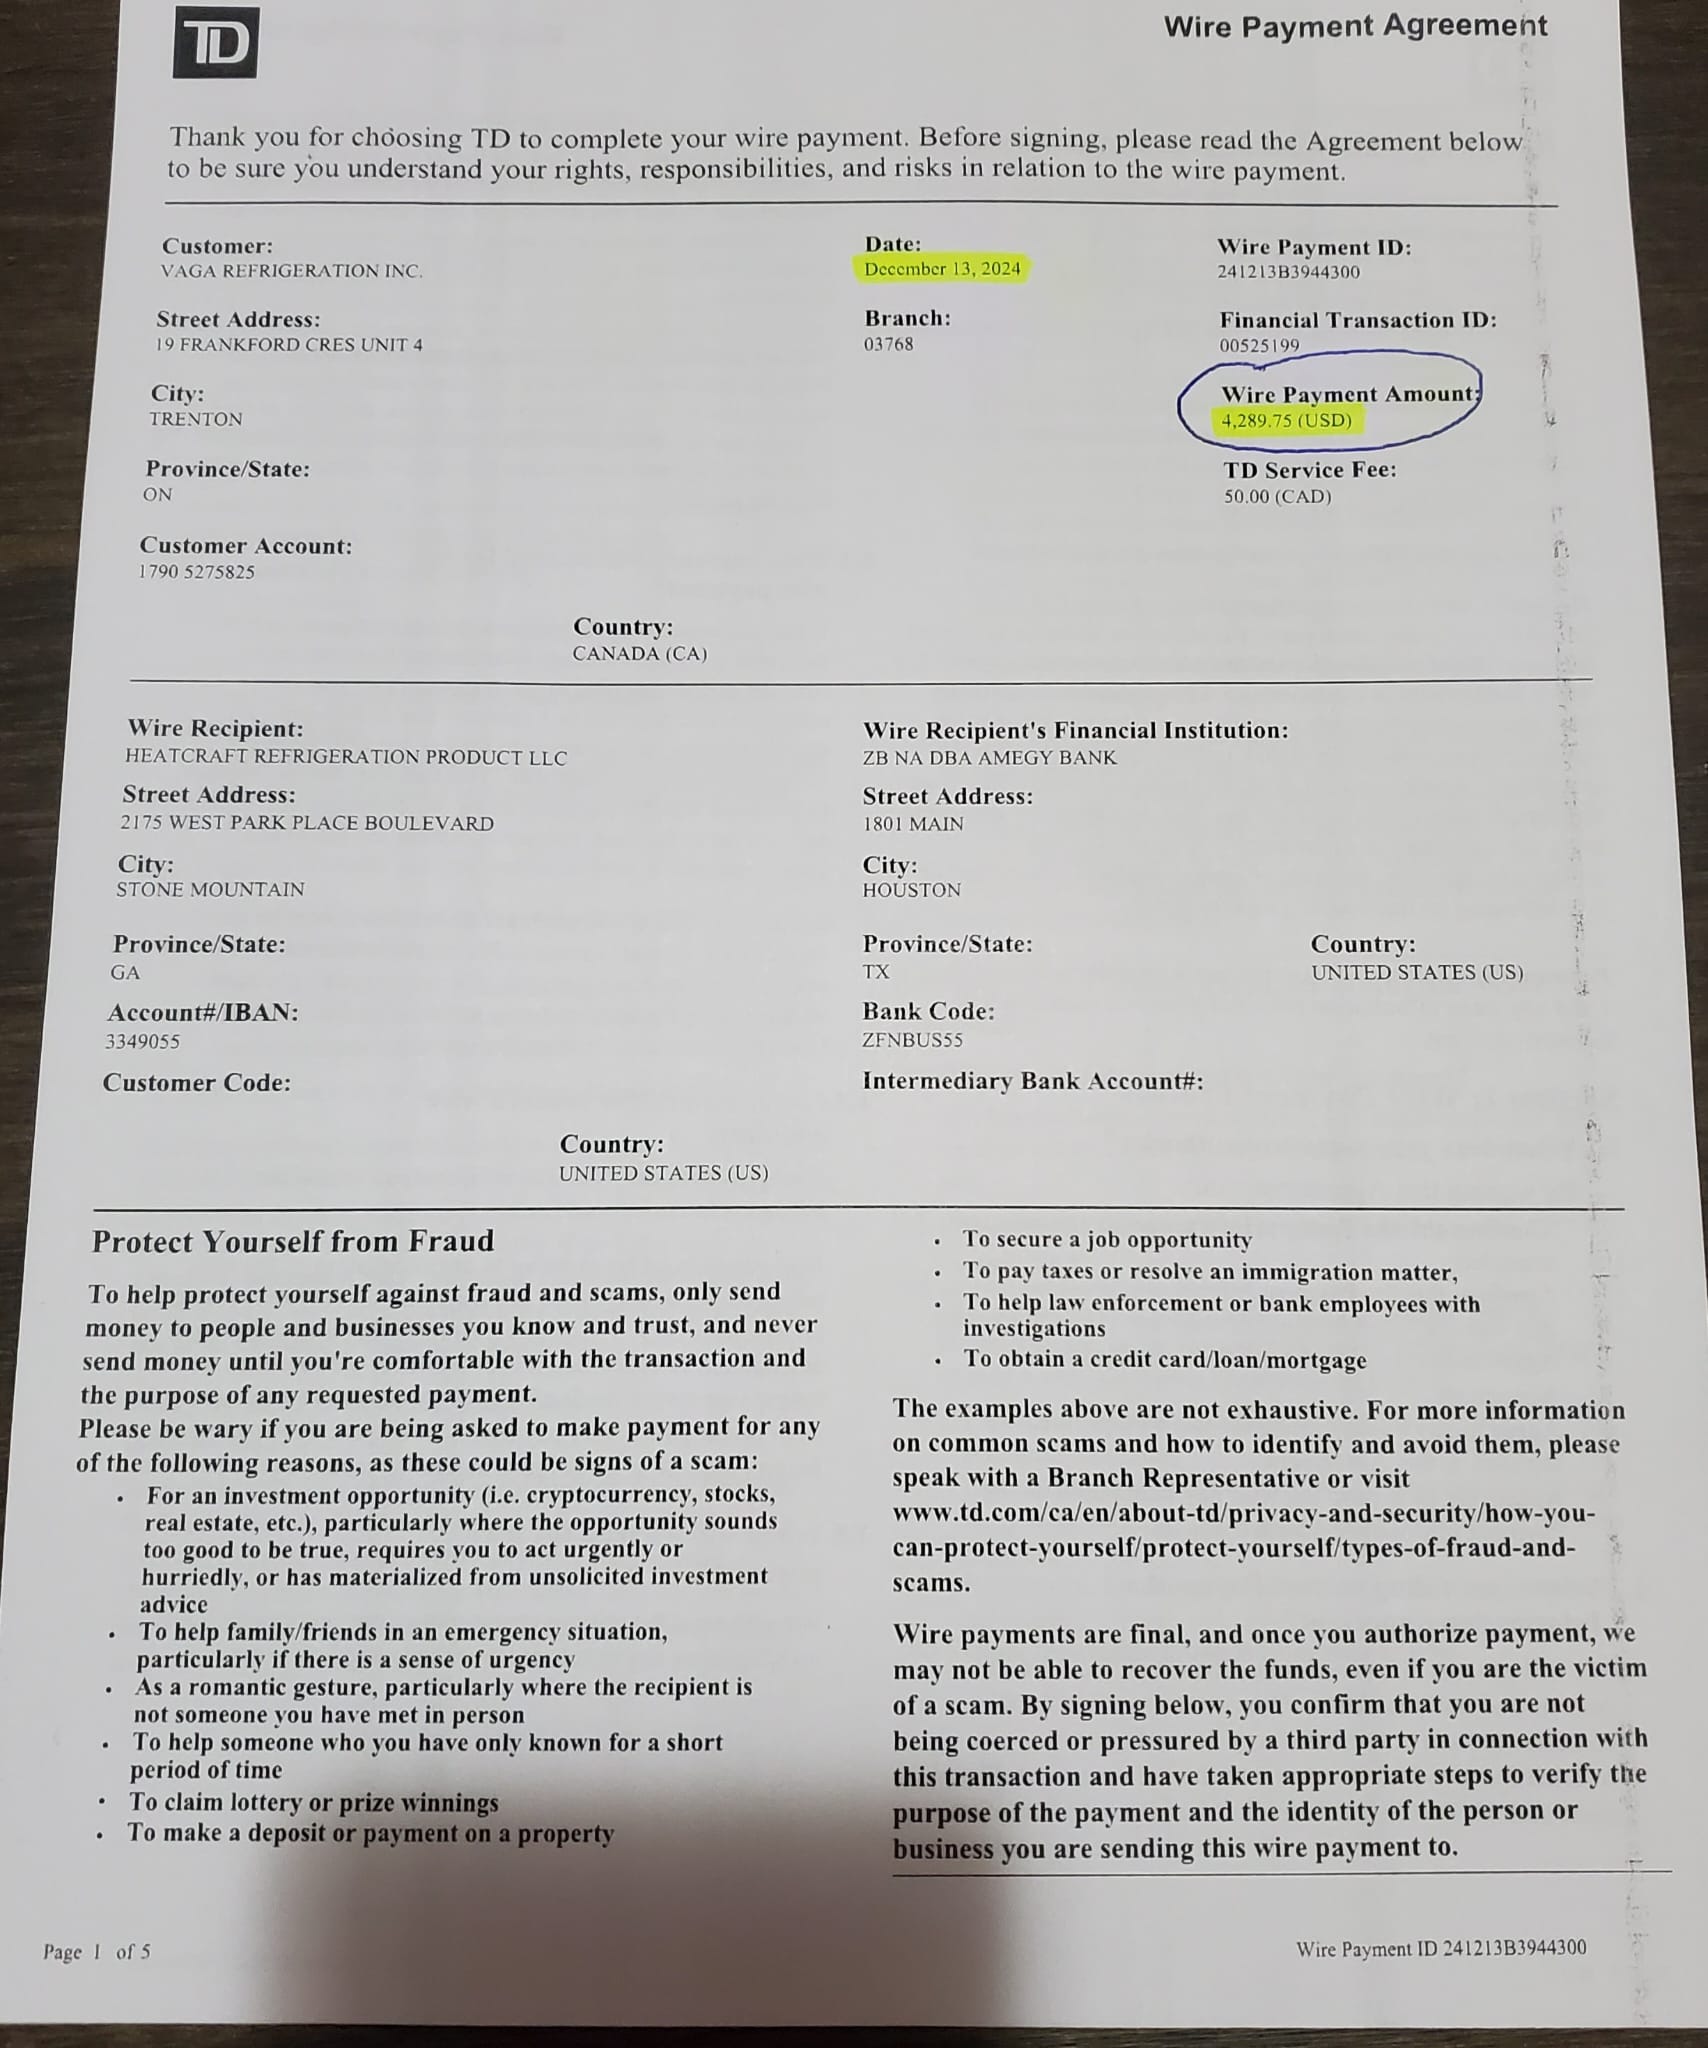 TD
Wire Payment Agreement
Thank you for choosing TD to complete your wire payment. Before signing, please read the Agreement below
to be sure you understand your rights, responsibilities, and risks in relation to the wire payment.
Customer:
VAGA REFRIGERATION INC.
Date:
December 13, 2024
Wire Payment ID:
241213B3944300
Street Address:
19 FRANKFORD CRES UNIT 4
Branch:
03768
Financial Transaction ID:
00525199
City:
TRENTON
Wire Payment Amount:
4,289.75 (USD)
Province/State:
ON
TD Service Fee:
50.00 (CAD)
Customer Account:
1790 5275825
Country:
CANADA (CA)
Wire Recipient:
HEATCRAFT REFRIGERATION PRODUCT LLC
Street Address:
2175 WEST PARK PLACE BOULEVARD
City:
STONE MOUNTAIN
Province/State:
GA
Account#/IBAN:
3349055
Customer Code:
Country:
UNITED STATES (US)
Wire Recipient's Financial Institution:
ZB NA DBA AMEGY BANK
Street Address:
1801 MAIN
City:
HOUSTON
Province/State:
TX
Country:
UNITED STATES (US)
Bank Code:
ZFNBUS55
Intermediary Bank Account#:
Protect Yourself from Fraud
To help protect yourself against fraud and scams, only send
money to people and businesses you know and trust, and never
send money until you're comfortable with the transaction and
the purpose of any requested payment.
Please be wary if you are being asked to make payment for any
of the following reasons, as these could be signs of a scam:
• For an investment opportunity (i.e. cryptocurrency, stocks,
real estate, etc.), particularly where the opportunity sounds
too good to be true, requires you to act urgently or
hurriedly, or has materialized from unsolicited investment
advice
• To help family/friends in an emergency situation,
particularly if there is a sense of urgency
• As a romantic gesture, particularly where the recipient is
not someone you have met in person
• To help someone who you have only known for a short
period of time
• To claim lottery or prize winnings
• To make a deposit or payment on a property
• To secure a job opportunity
• To pay taxes or resolve an immigration matter,
• To help law enforcement or bank employees with
investigations
• To obtain a credit card/loan/mortgage
The examples above are not exhaustive. For more information
on common scams and how to identify and avoid them, please
speak with a Branch Representative or visit
www.td.com/ca/en/about-td/privacy-and-security/how-you-
can-protect-yourself/protect-yourself/types-of-fraud-and-
scams.
Wire payments are final, and once you authorize payment, we
may not be able to recover the funds, even if you are the victim
of a scam. By signing below, you confirm that you are not
being coerced or pressured by a third party in connection with
this transaction and have taken appropriate steps to verify the
purpose of the payment and the identity of the person or
business you are sending this wire payment to.
Page 1 of 5
Wire Payment ID 241213B3944300